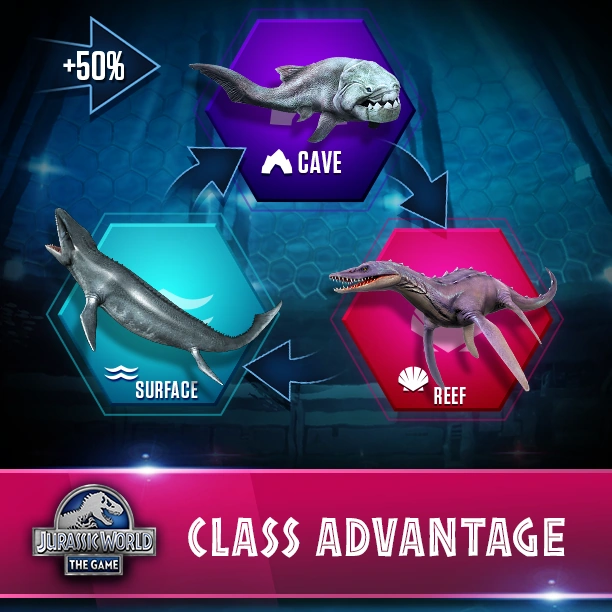 +50%
CAVE
SURFACE
REEF
JURASSIC WORLD
THE GAME
CLASS ADVANTAGE